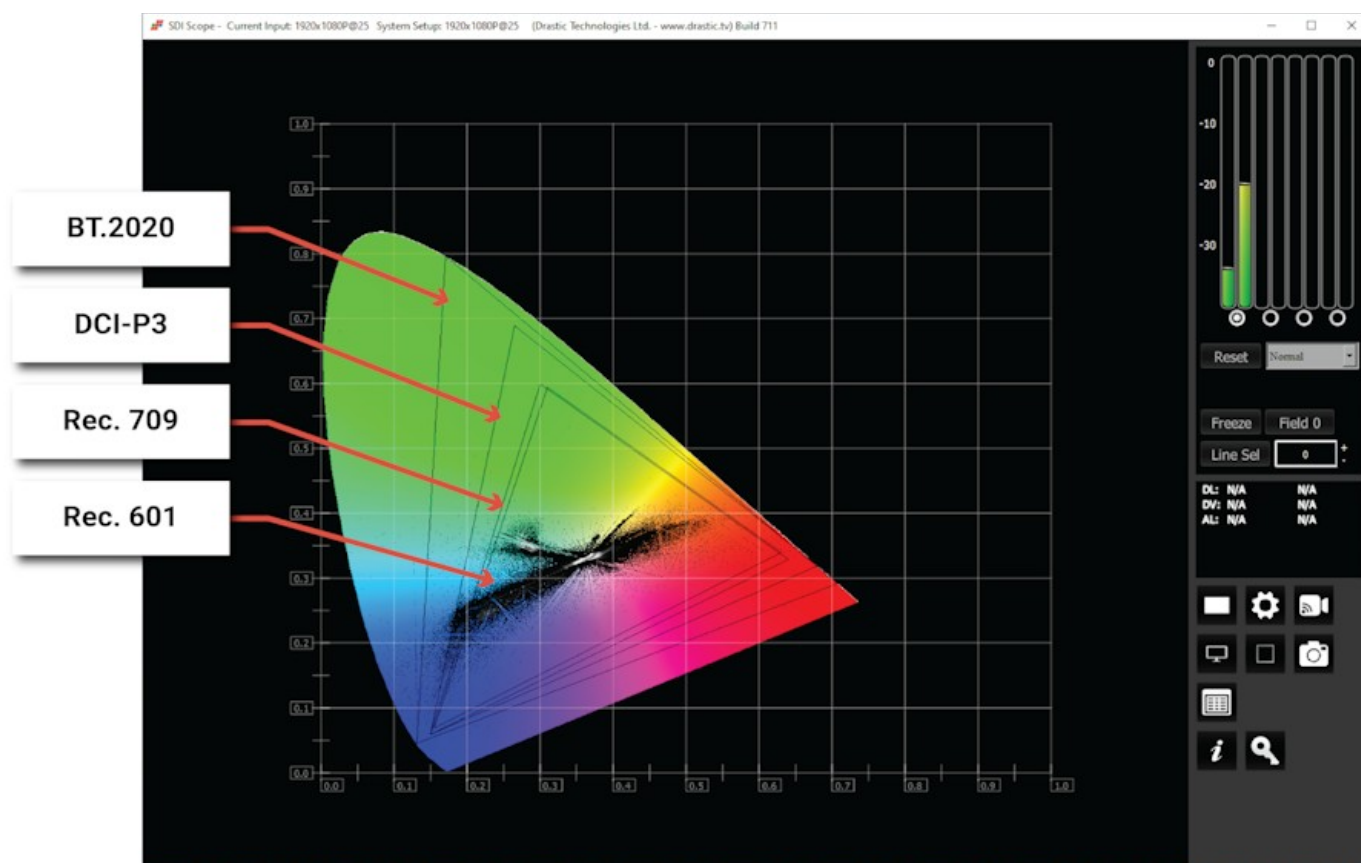 SDI Scope - Current Input: 1920x1080P@25 System Setup: 1920x1080P@25 (Drastic Technologies Ltd. - www.drastic.tv) Build 711
BT.2020
DCI-P3
Rec. 709
Rec. 601
1.0
0.9
0.8
0.7
0.6
0.5
0.4
0.3
0.2
0.1
0.0
0.0 0.1 0.2 0.3 0.4 0.5 0.6 0.7 0.8 0.9 1.0
0
-10
-20
-30
Reset Normal
Freeze Field 0
Line Sel 0 + -
DL: N/A N/A
DV: N/A N/A
AL: N/A N/A
i